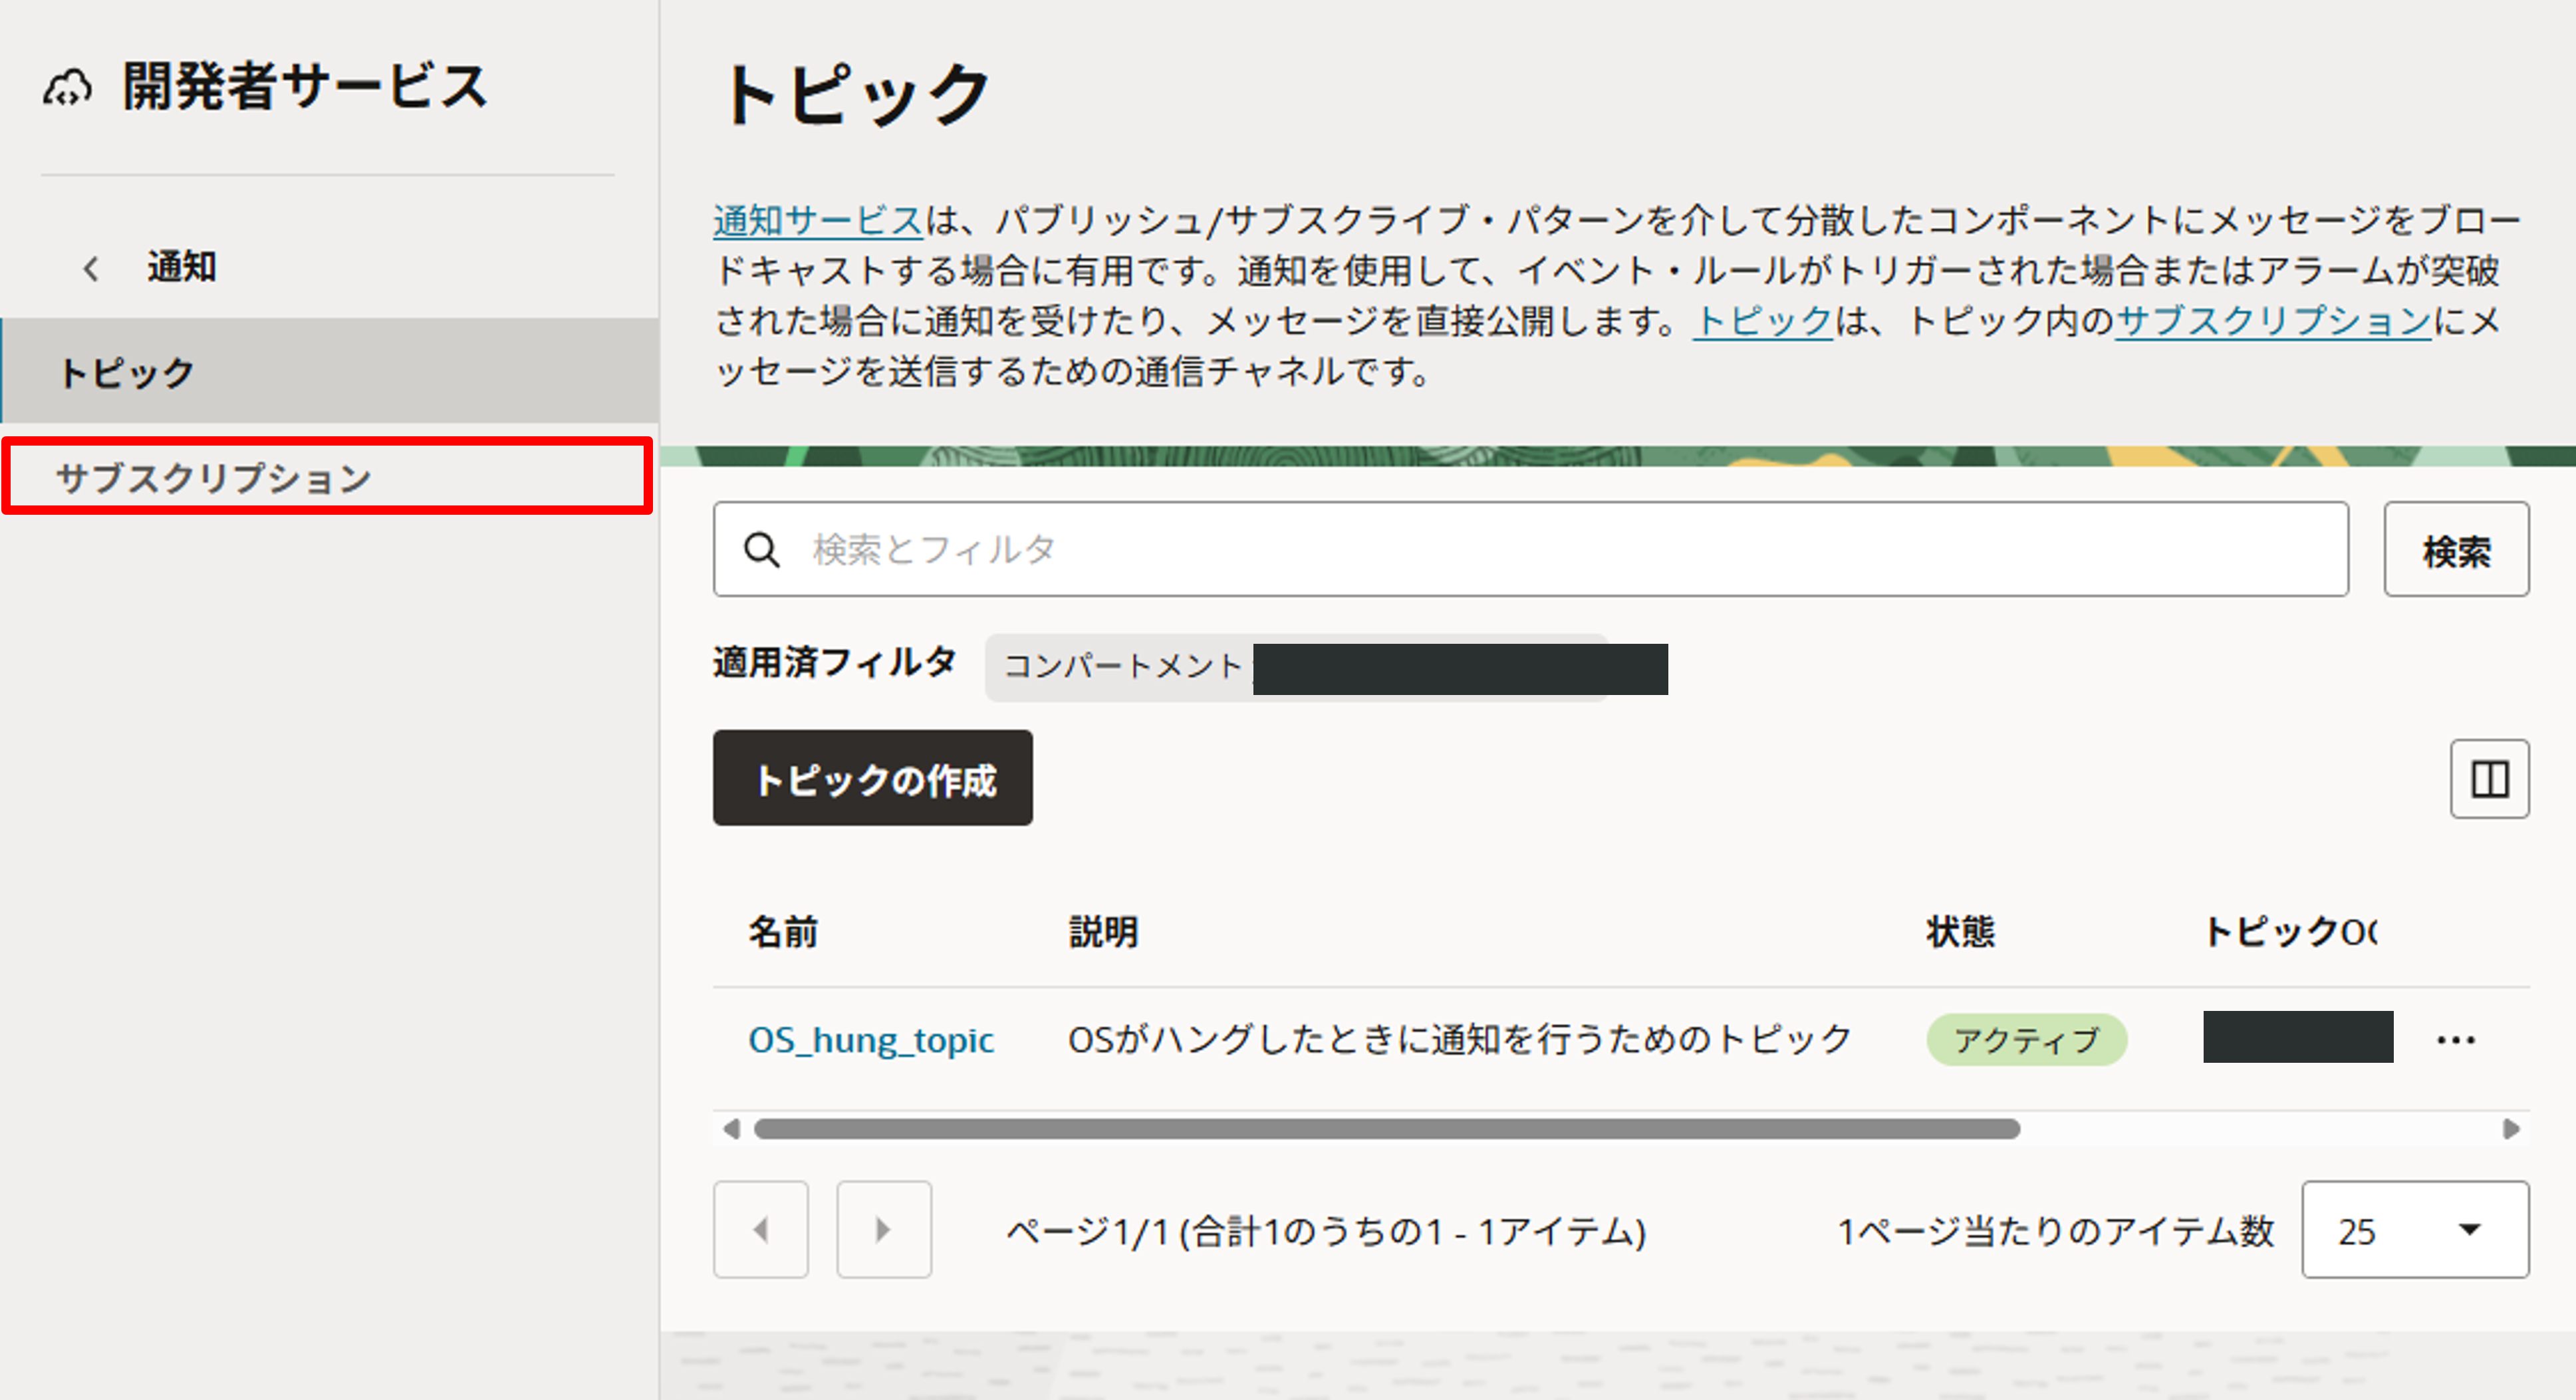 開発者サービス
通知
トピック
サブスクリプション
トピック
通知サービスは、パブリッシュ/サブスクライブ・パターンを介して分散したコンポーネントにメッセージをブロー
ドキャストする場合に有用です。通知を使用して、イベント・ルールがトリガーされた場合またはアラームが突破
された場合に通知を受けたり、メッセージを直接公開します。トピックは、トピック内のサブスクリプションにメ
ッセージを送信するための通信チャネルです。
検索とフィルタ
検索
適用済フィルタ コンパートメント
トピックの作成
名前 説明 状態 トピックO
OS_hung_topic OSがハングしたときに通知を行うためのトピック アクティブ
ページ1/1 (合計1のうちの1 - 1アイテム) 1ページ当たりのアイテム数 25